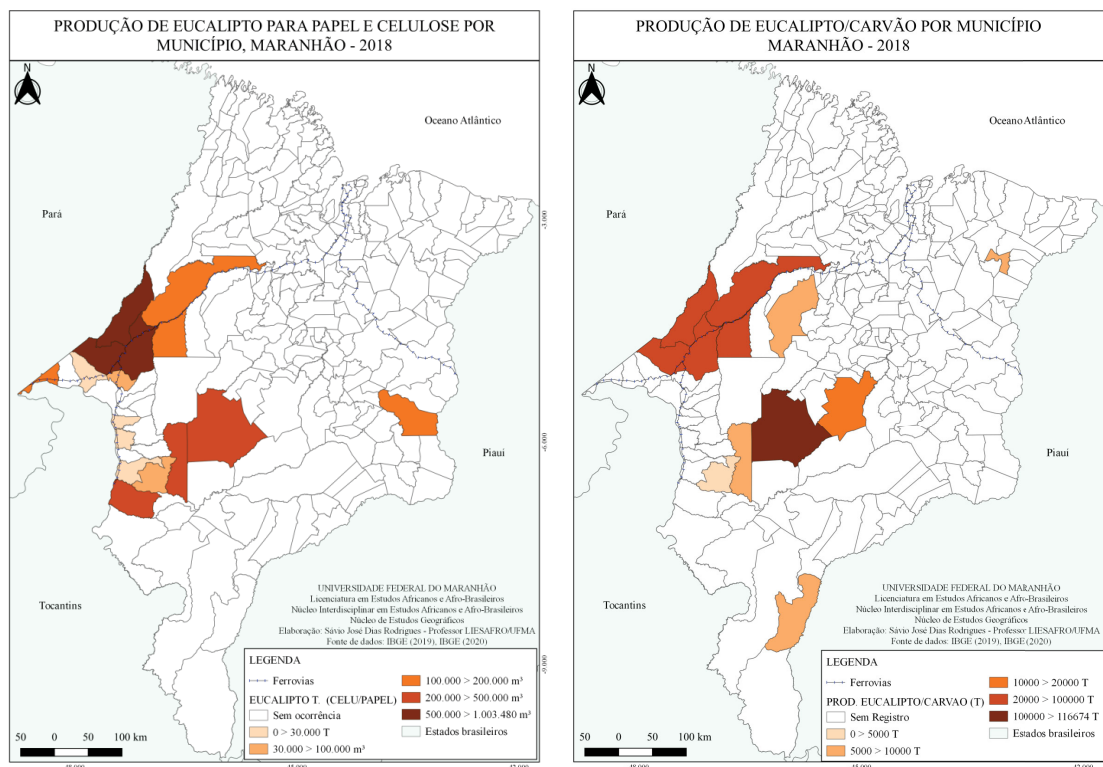 PRODUÇÃO DE EUCALIPTO PARA PAPEL E CELULOSE POR
MUNICÍPIO, MARANHÃO - 2018
N
Oceano Atlântico
Pará
-3.000
-6.000
Piaui
Tocantins
UNIVERSIDADE FEDERAL DO MARANHÃO
Licenciatura em Estudos Africanos e Afro-Brasileiros
Núcleo Interdisciplinar em Estudos Africanos e Afro-Brasileiros
Núcleo de Estudos Geográficos
Elaboração: Sávio José Dias Rodrigues - Professor LIESAFRO/UFMA
Fonte de dados: IBGE (2019), IBGE (2020)
-9.000
LEGENDA
Ferrovias
EUCALIPTO T. (CELU/PAPEL)
Sem ocorrência
0 > 30.000 T
30.000 > 100.000 m³
100.000 > 200.000 m³
200.000 > 500.000 m³
500.000 > 1.003.480 m³
Estados brasileiros
50 0 50 100 km
PRODUÇÃO DE EUCALIPTO/CARVÃO POR MUNICÍPIO
MARANHÃO - 2018
N
Oceano Atlântico
Pará
Piaui
Tocantins
UNIVERSIDADE FEDERAL DO MARANHÃO
Licenciatura em Estudos Africanos e Afro-Brasileiros
Núcleo Interdisciplinar em Estudos Africanos e Afro-Brasileiros
Núcleo de Estudos Geográficos
Elaboração: Sávio José Dias Rodrigues - Professor LIESAFRO/UFMA
Fonte de dados: IBGE (2019), IBGE (2020)
LEGENDA
Ferrovias
PROD. EUCALIPTO/CARVAO (T)
Sem Registro
0 > 5000 T
5000 > 10000 T
10000 > 20000 T
20000 > 100000 T
100000 > 116674 T
Estados brasileiros
50 0 50 100 km